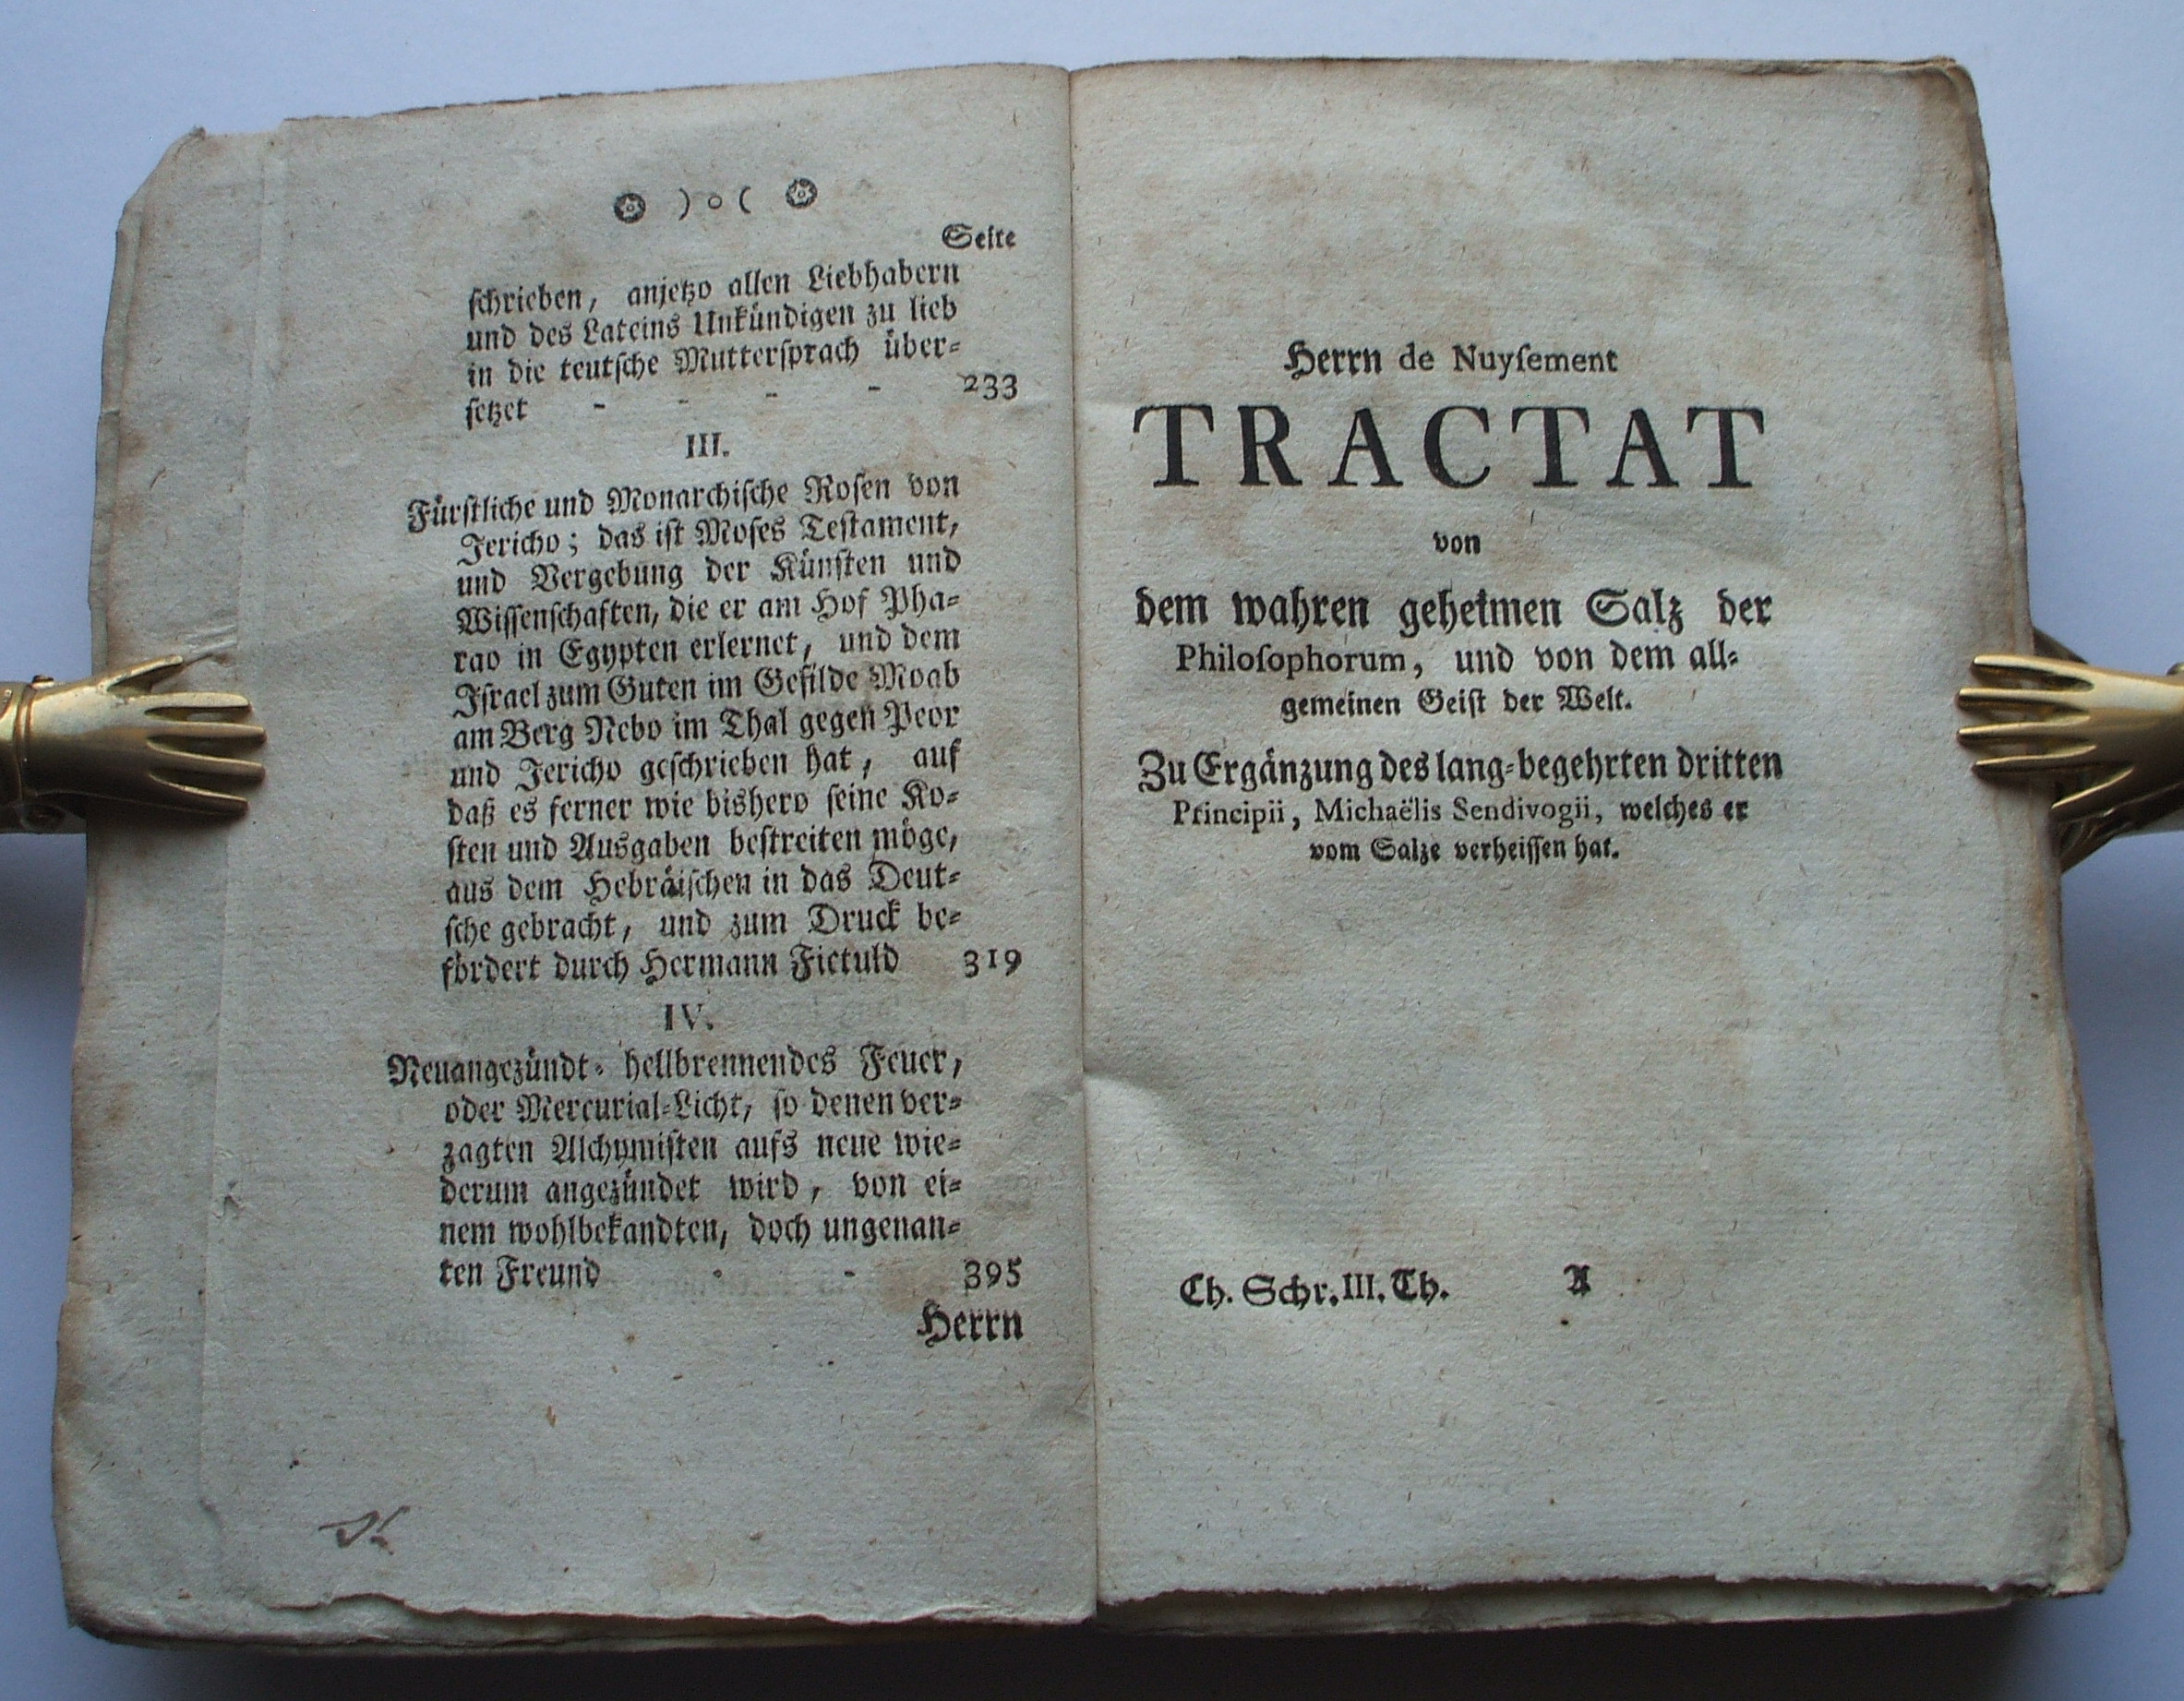 ) o (
Seite
ſchrieben, anjetzo allen Liebhabern
und des Lateins Unkündigen zu lieb
in die teutſche Mutterſprach über-
ſetzet - - - - 233
III.
Fürſtliche und Monarchiſche Roſen von
Jericho; das iſt Moſes Teſtament,
und Vergebung der Künſten und
Wiſſenſchaften, die er am Hof Pha-
rao in Egypten erlernet, und dem
Iſrael zum Guten im Gefilde Moab
am Berg Nebo im Thal gegen Peor
und Jericho geſchrieben hat, auf
daß es ferner wie bishero ſeine Ko-
ſten und Ausgaben beſtreiten möge,
aus dem Hebräiſchen in das Deut-
ſche gebracht, und zum Druck be-
fördert durch Hermann Fictuld 319
IV.
Neuangezündt- hellbrennendes Feuer,
oder Mercurial-Licht, ſo denen ver-
zagten Alchymiſten aufs neue wie-
derum angezündet wird, von ei-
nem wohlbekandten, doch ungenan-
ten Freund - - 395
Herrn
Herrn de Nuyſement
TRACTAT
von
dem wahren geheimen Salz der
Philoſophorum, und von dem all-
gemeinen Geiſt der Welt.
Zu Ergänzung des lang-begehrten dritten
Principii, Michaëlis Sendivogii, welches er
vom Salze verheiſſen hat.
Ch. Schr. III. Th. A